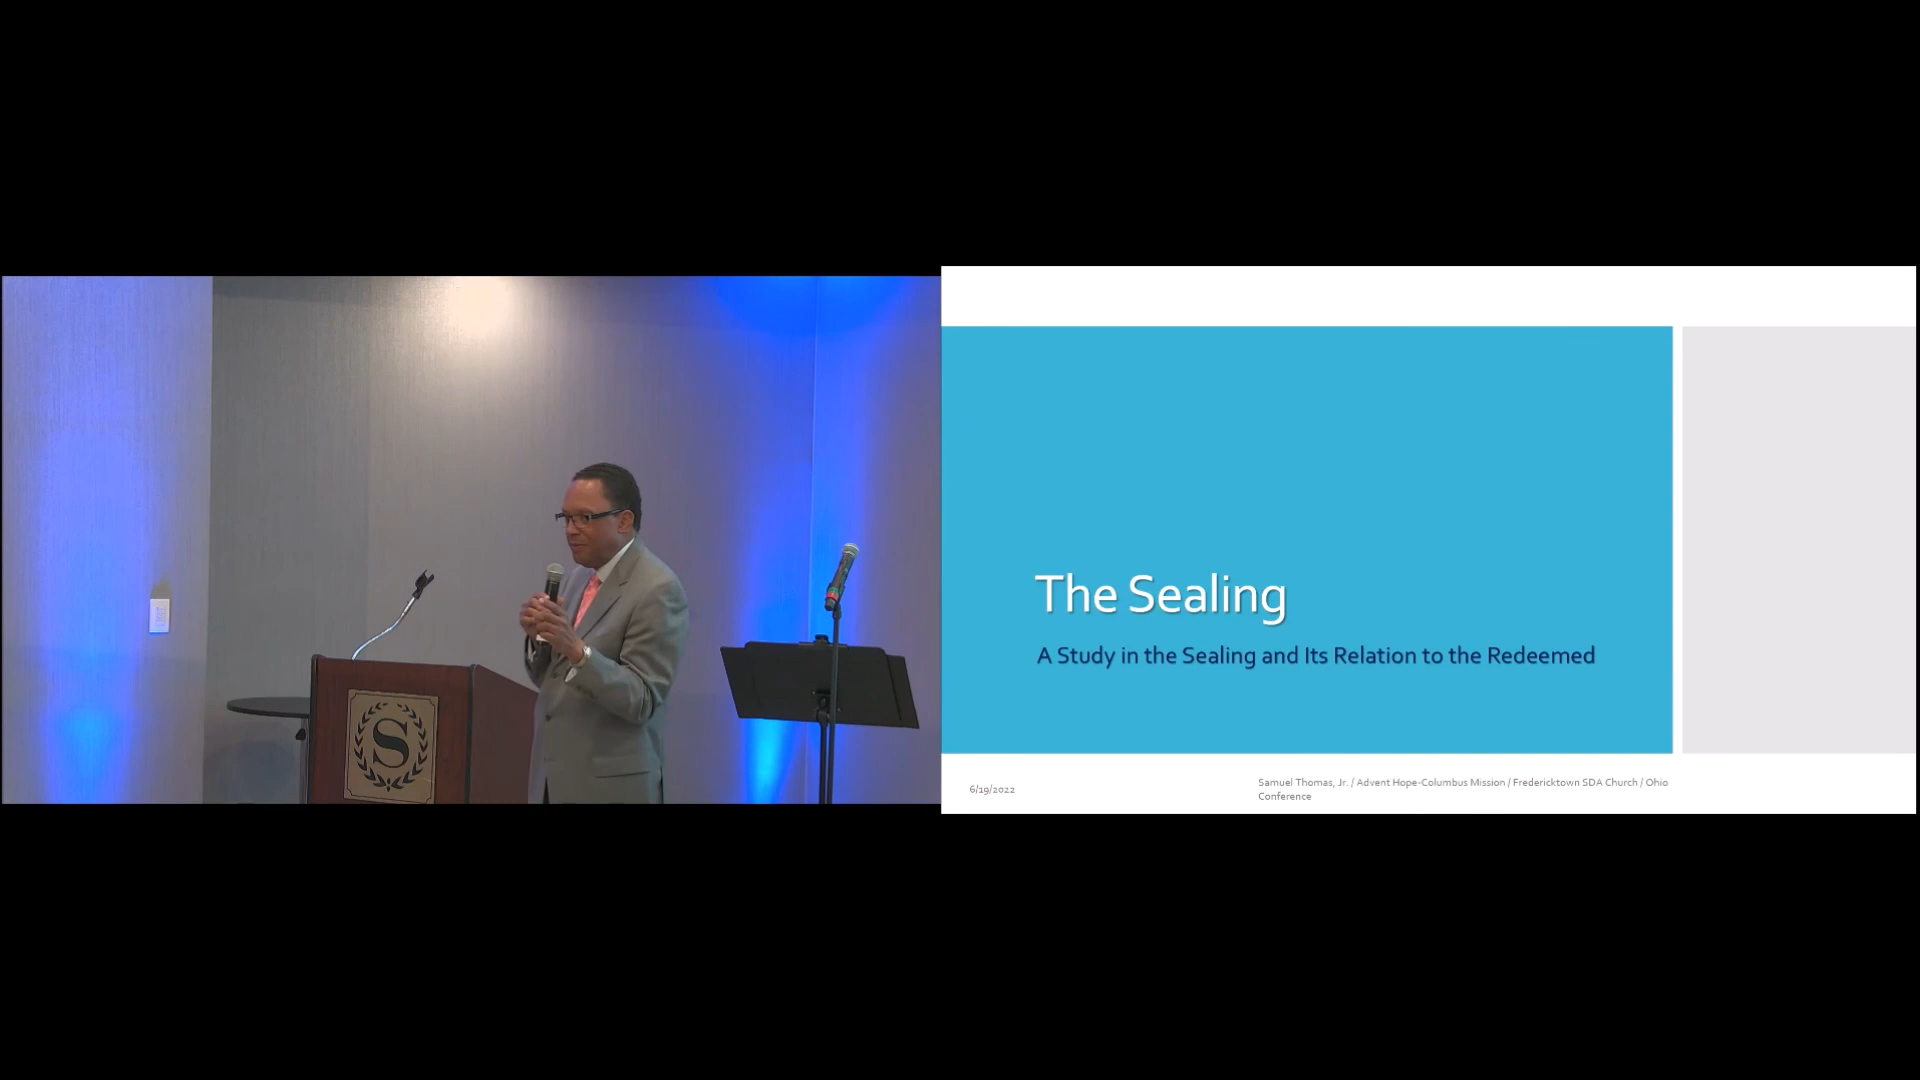 S
The Sealing
A Study in the Sealing and Its Relation to the Redeemed
6/19/2022
Samuel Thomas, Jr. / Advent Hope-Columbus Mission / Fredericktown SDA Church / Ohio
Conference